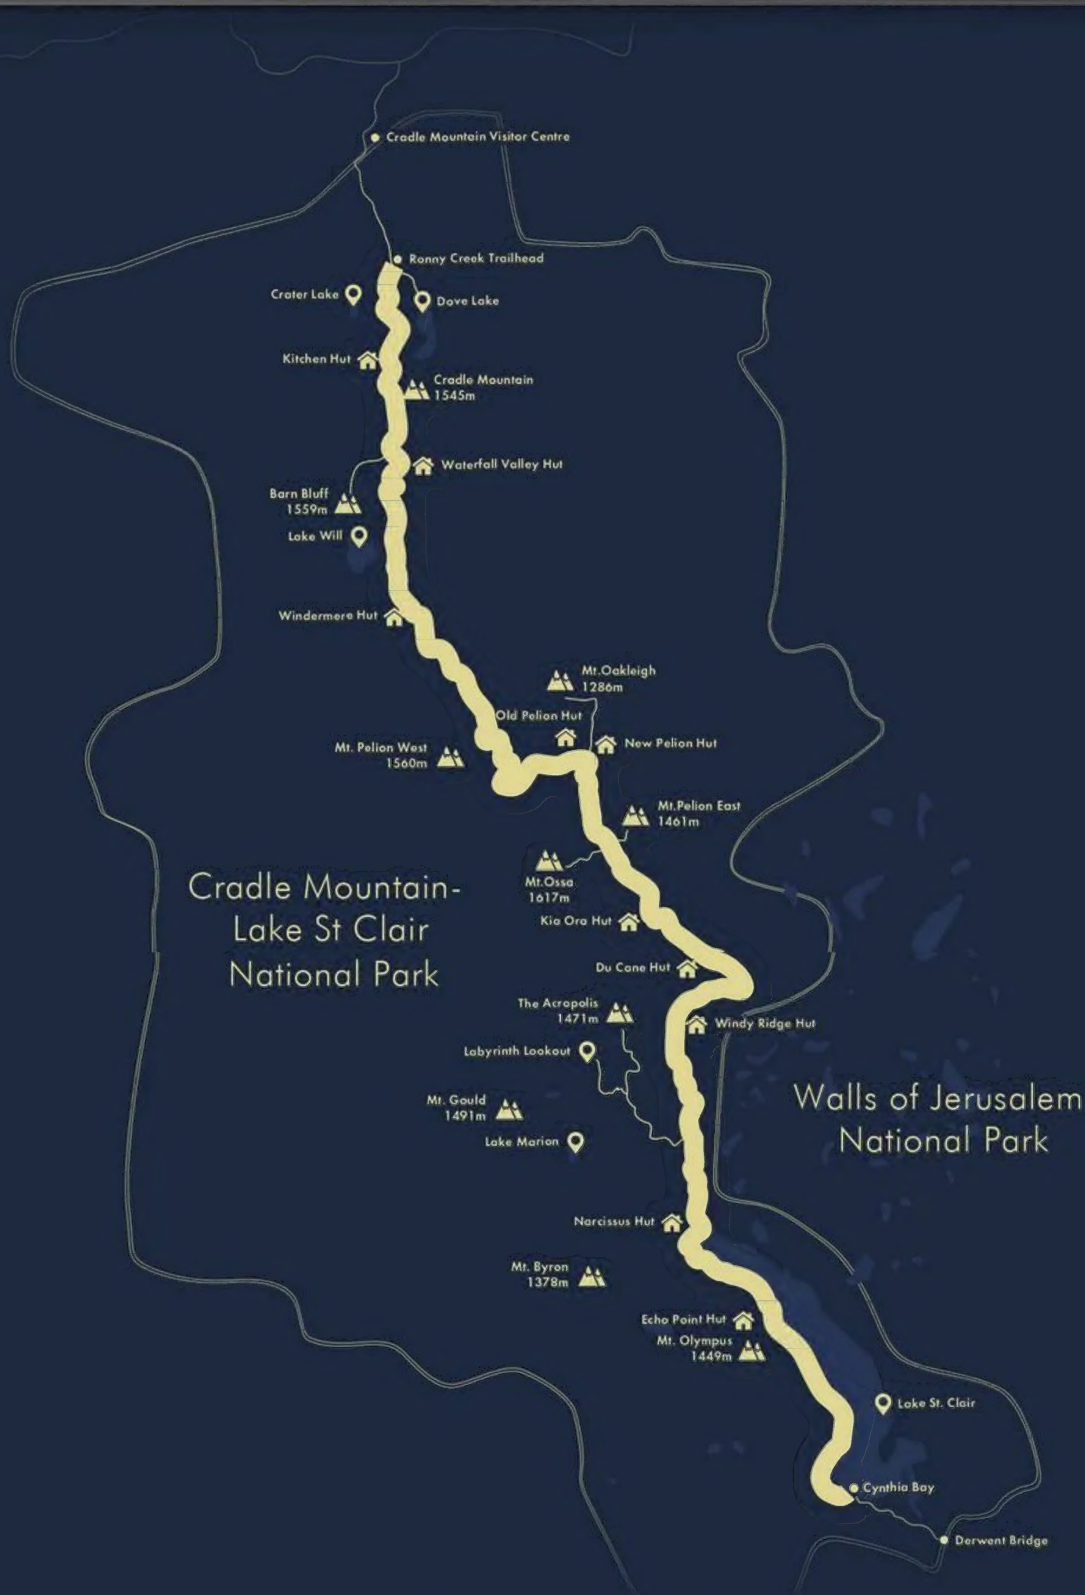 Cradle Mountain Visitor Centre
Ronny Creek Trailhead
Crater Lake
Dove Lake
Kitchen Hut
Cradle Mountain
1545m
Waterfall Valley Hut
Barn Bluff
1559m
Lake Will
Windermere Hut
Mt.Oakleigh
1286m
Old Pelion Hut
New Pelion Hut
Mt. Pelion West
1560m
Mt.Pelion East
1461m
Mt.Ossa
1617m
Cradle Mountain-
Lake St Clair
National Park
Kia Ora Hut
Du Cane Hut
The Acropolis
1471m
Windy Ridge Hut
Labyrinth Lookout
Mt. Gould
1491m
Walls of Jerusalem
National Park
Lake Marion
Narcissus Hut
Mt. Byron
1378m
Echo Point Hut
Mt. Olympus
1449m
Lake St. Clair
Cynthia Bay
Derwent Bridge